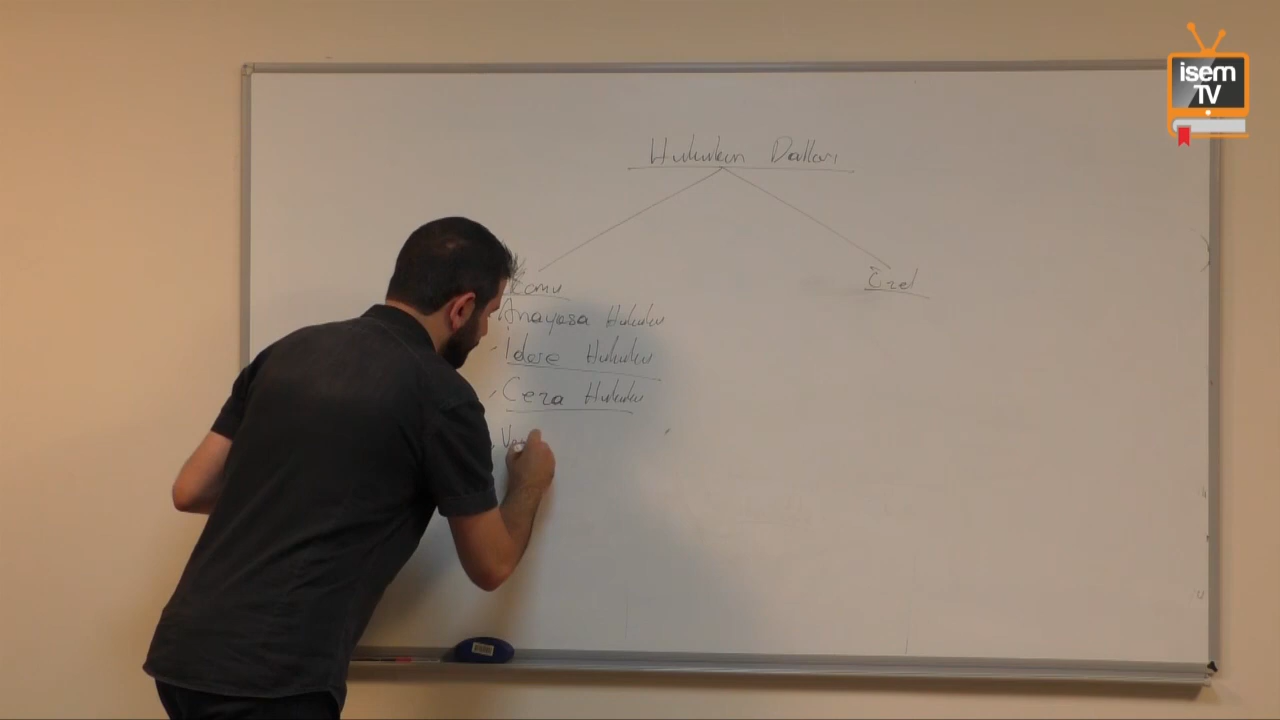 isem
TV
Hukukun Dalları
Kamu
Özel
Anayasa Hukuku
İdare Hukuku
Ceza Hukuku